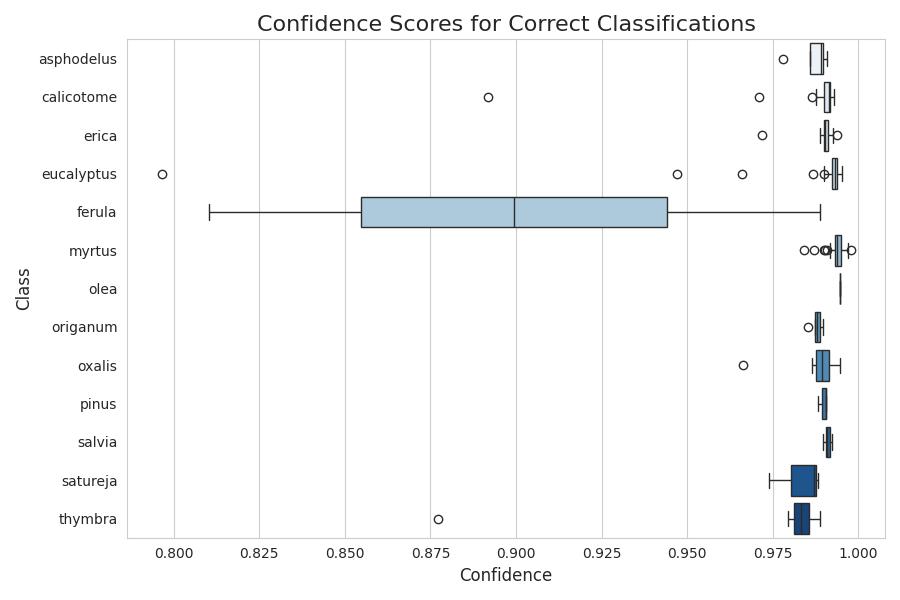 Confidence Scores for Correct Classifications
asphodelus
calicotome
erica
eucalyptus
ferula
myrtus
olea
origanum
oxalis
pinus
salvia
satureja
thymbra
Class
0.800 0.825 0.850 0.875 0.900 0.925 0.950 0.975 1.000
Confidence